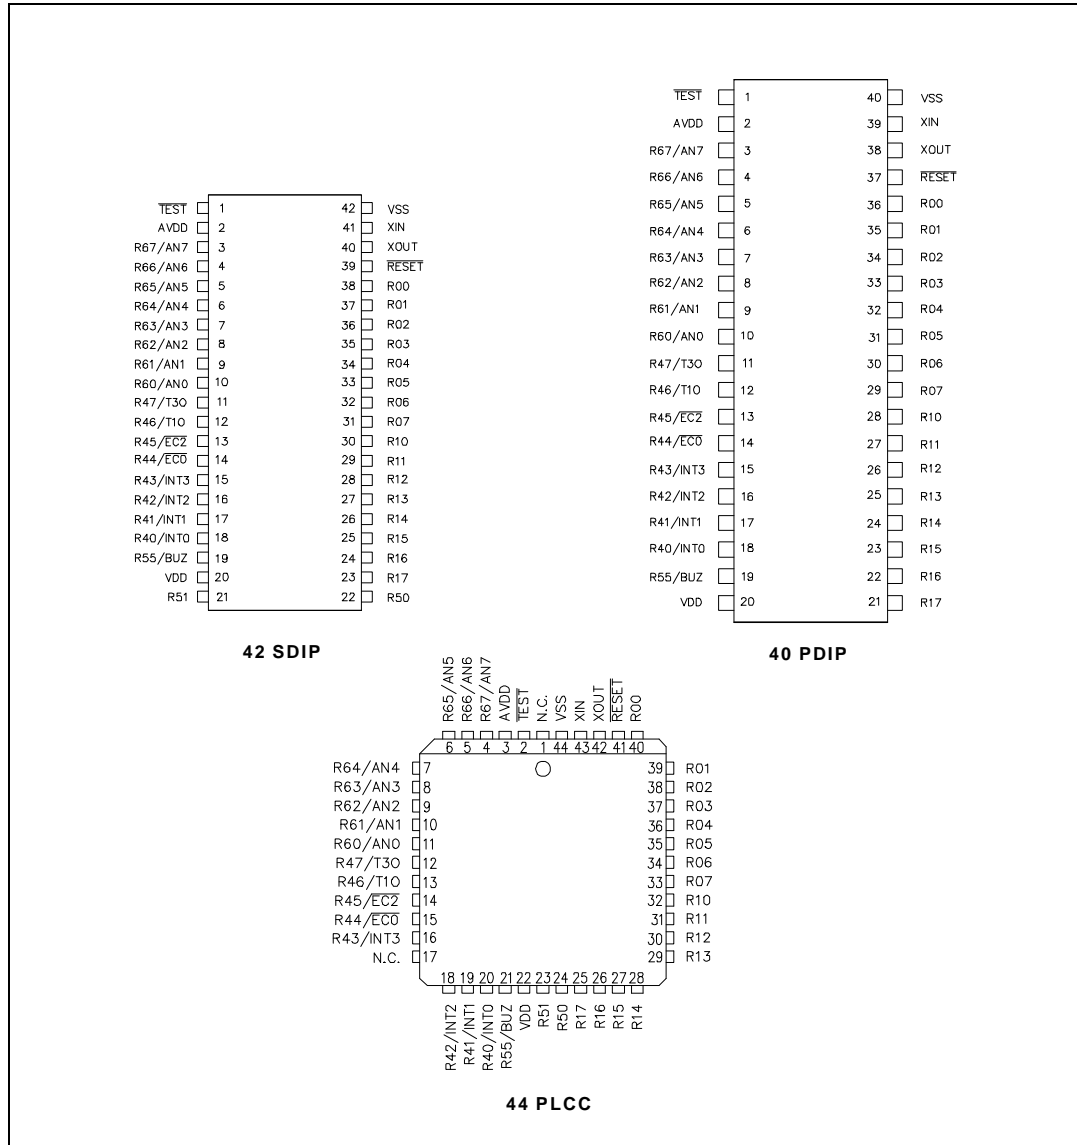 TEST 1 42 VSS
AVDD 2 41 XIN
R67/AN7 3 40 XOUT
R66/AN6 4 39 RESET
R65/AN5 5 38 R00
R64/AN4 6 37 R01
R63/AN3 7 36 R02
R62/AN2 8 35 R03
R61/AN1 9 34 R04
R60/AN0 10 33 R05
R47/T3O 11 32 R06
R46/T1O 12 31 R07
R45/EC2 13 30 R10
R44/EC0 14 29 R11
R43/INT3 15 28 R12
R42/INT2 16 27 R13
R41/INT1 17 26 R14
R40/INT0 18 25 R15
R55/BUZ 19 24 R16
VDD 20 23 R17
R51 21 22 R50
42 SDIP
TEST 1 40 VSS
AVDD 2 39 XIN
R67/AN7 3 38 XOUT
R66/AN6 4 37 RESET
R65/AN5 5 36 R00
R64/AN4 6 35 R01
R63/AN3 7 34 R02
R62/AN2 8 33 R03
R61/AN1 9 32 R04
R60/AN0 10 31 R05
R47/T3O 11 30 R06
R46/T1O 12 29 R07
R45/EC2 13 28 R10
R44/EC0 14 27 R11
R43/INT3 15 26 R12
R42/INT2 16 25 R13
R41/INT1 17 24 R14
R40/INT0 18 23 R15
R55/BUZ 19 22 R16
VDD 20 21 R17
40 PDIP
R65/AN5 R66/AN6 R67/AN7 AVDD TEST N.C. VSS XIN XOUT RESET R00
6 5 4 3 2 1 44 43 42 41 40
R64/AN4 7 39 R01
R63/AN3 8 38 R02
R62/AN2 9 37 R03
R61/AN1 10 36 R04
R60/AN0 11 35 R05
R47/T3O 12 34 R06
R46/T1O 13 33 R07
R45/EC2 14 32 R10
R44/EC0 15 31 R11
R43/INT3 16 30 R12
N.C. 17 29 R13
18 19 20 21 22 23 24 25 26 27 28
R42/INT2 R41/INT1 R40/INT0 R55/BUZ VDD R51 R50 R17 R16 R15 R14
44 PLCC